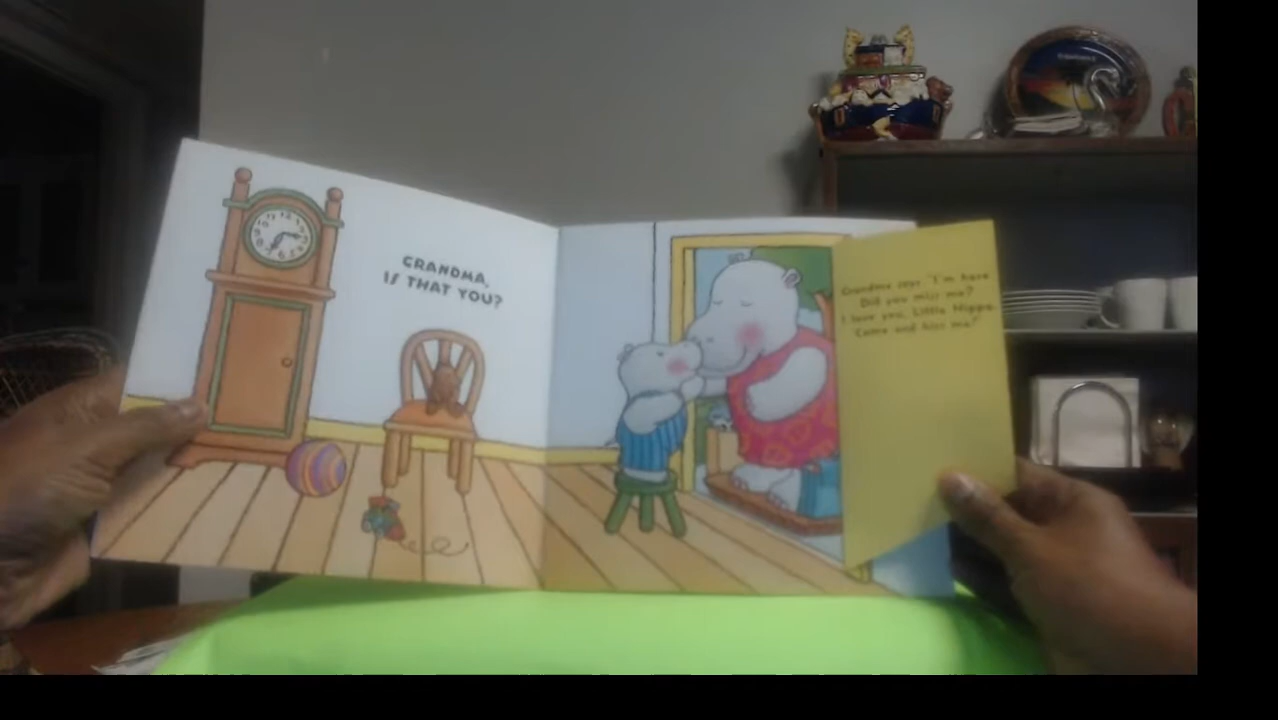 GRANDMA,
IS THAT YOU?
Grandma says, "I'm here
Did you miss me?
I love you, Little Hippo.
Come and kiss me!"